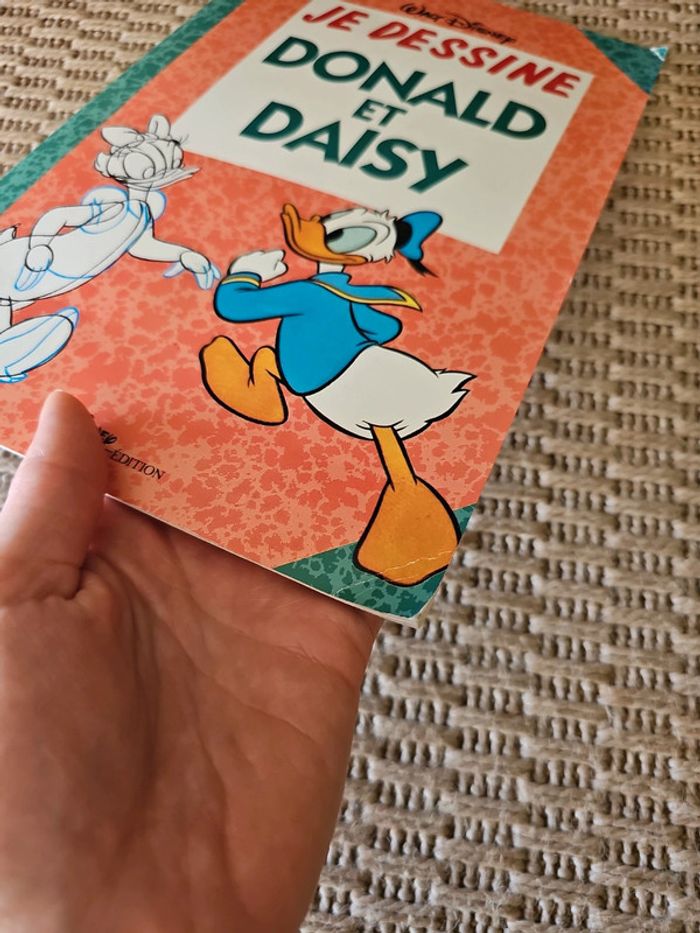 WALT DISNEY
JE DESSINE
DONALD
ET
DAISY
EDITION